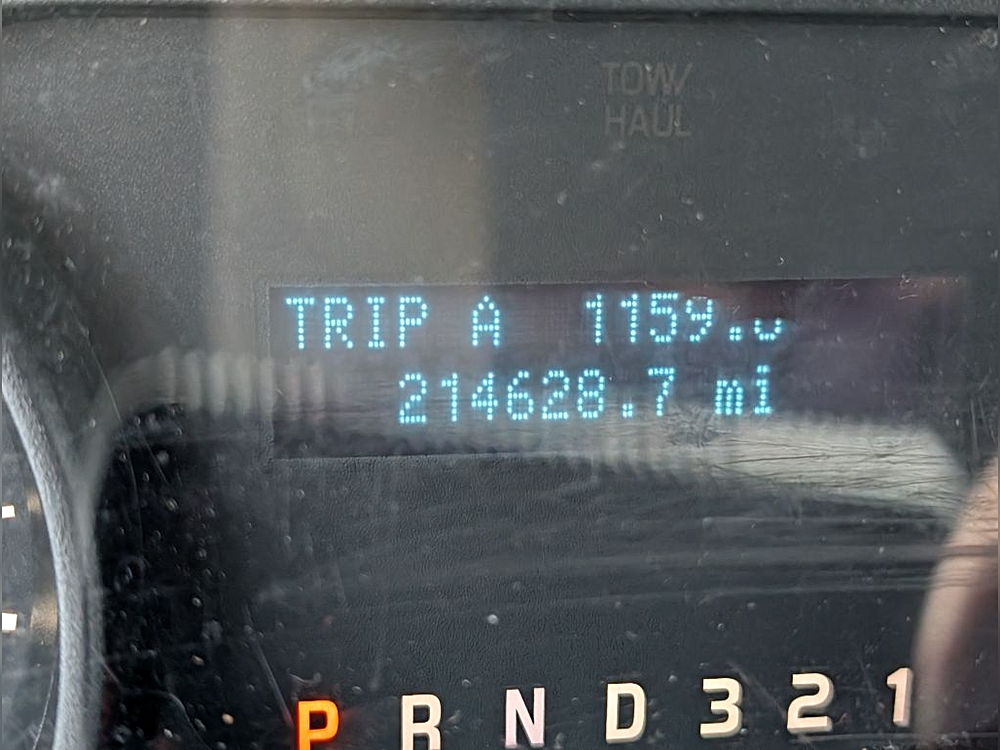 TOW/
HAUL
TRIP A 1159.
214628.7 mi
P R N D 3 2 1